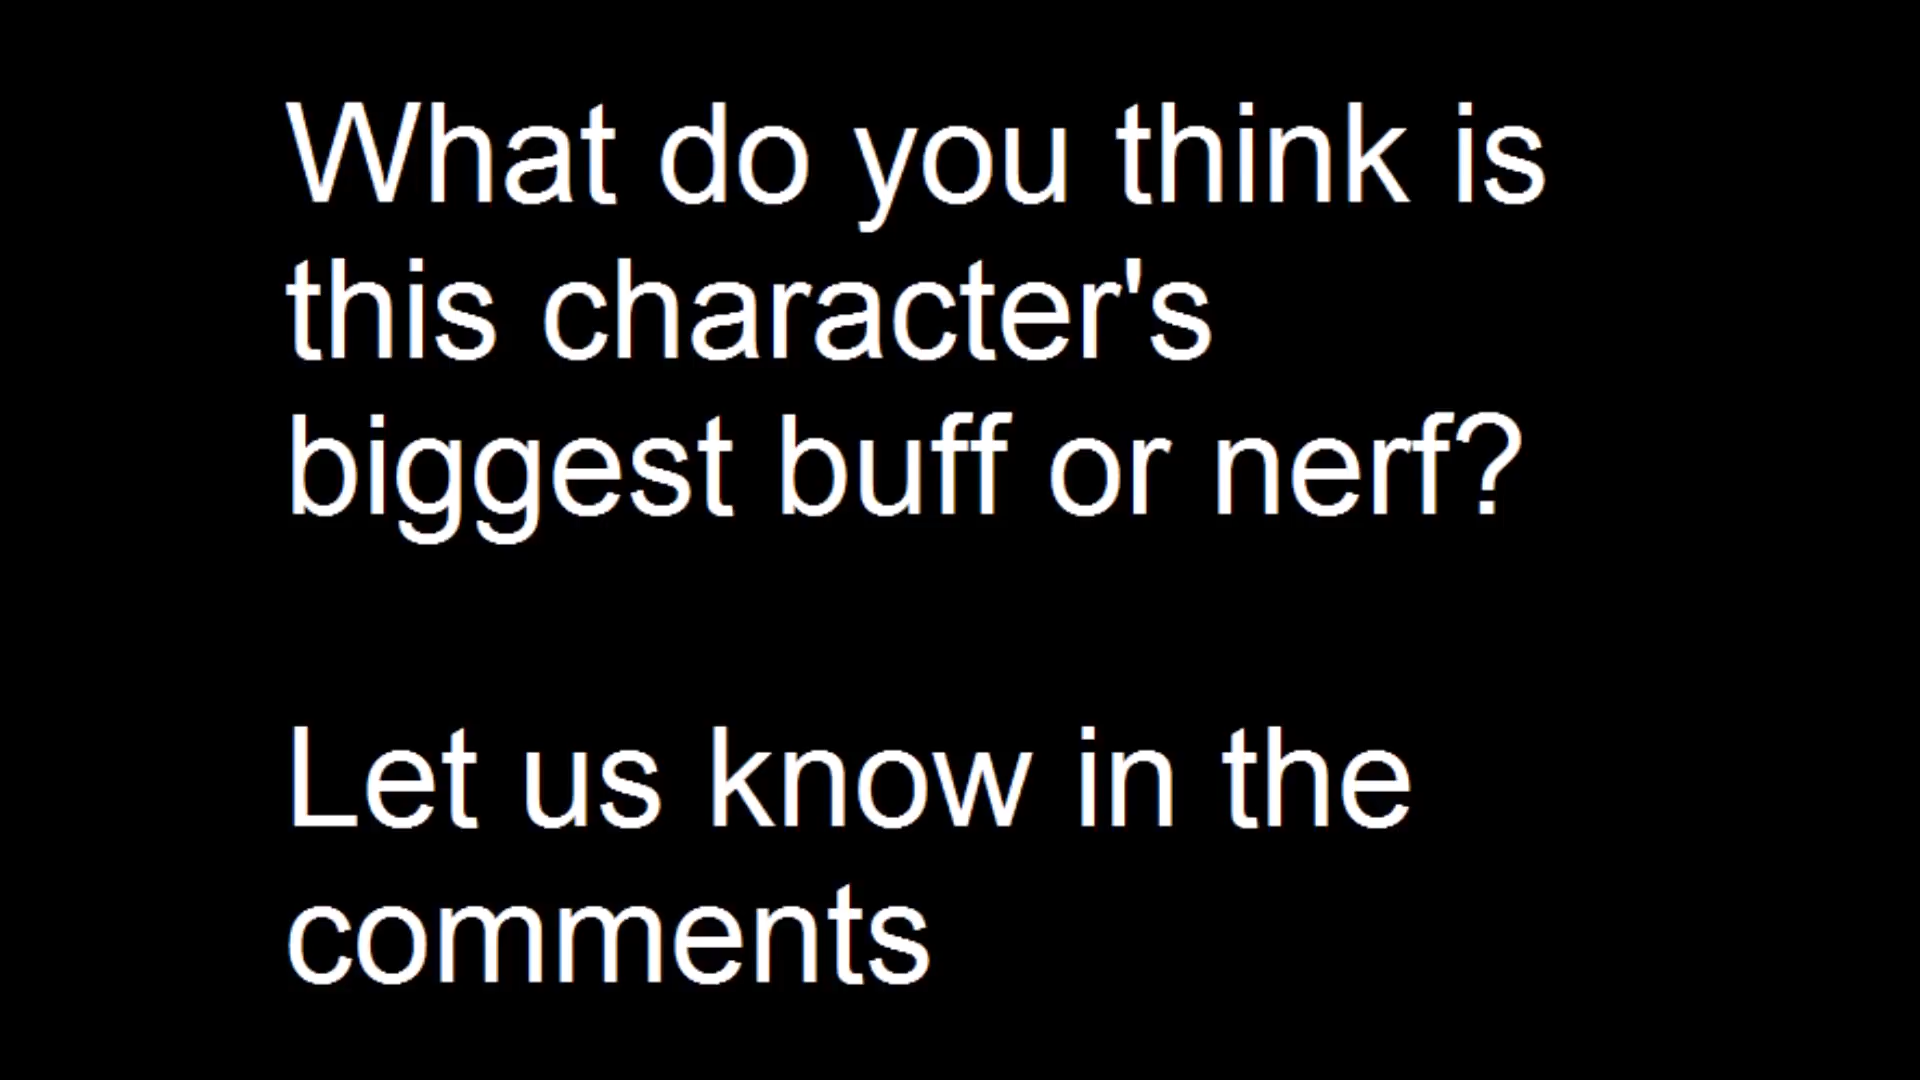 What do you think is
this character's
biggest buff or nerf?
Let us know in the
comments